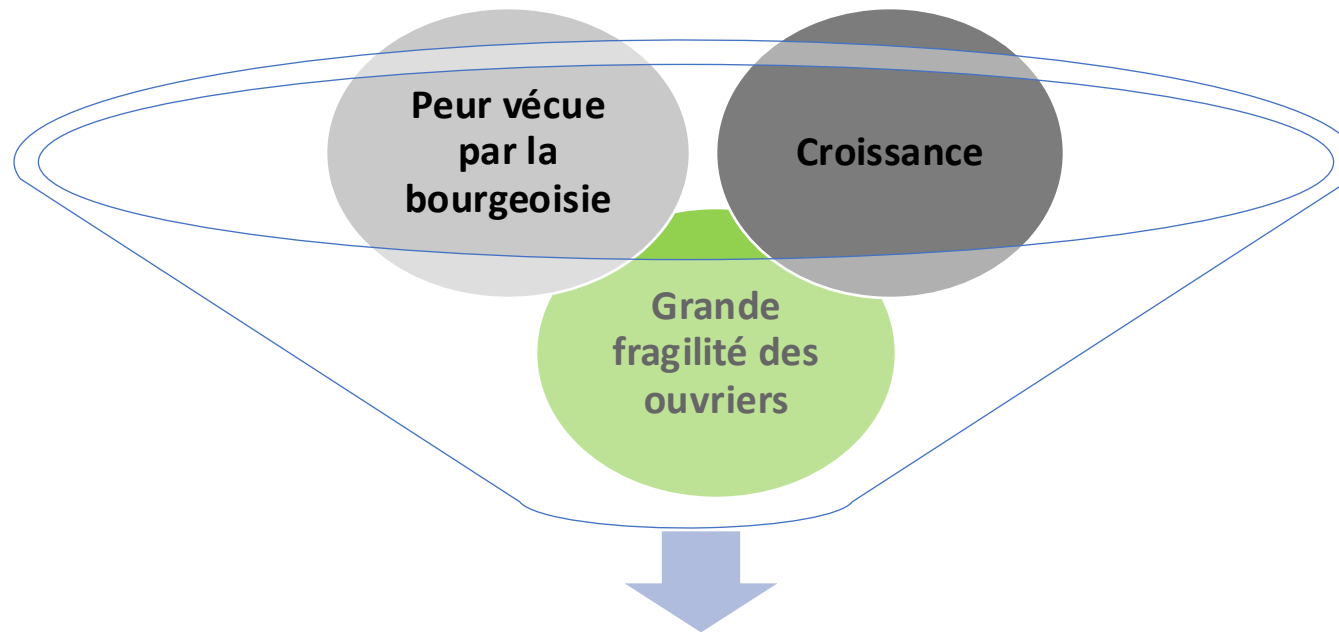 Peur vécue
par la
bourgeoisie
Croissance
Grande
fragilité des
ouvriers